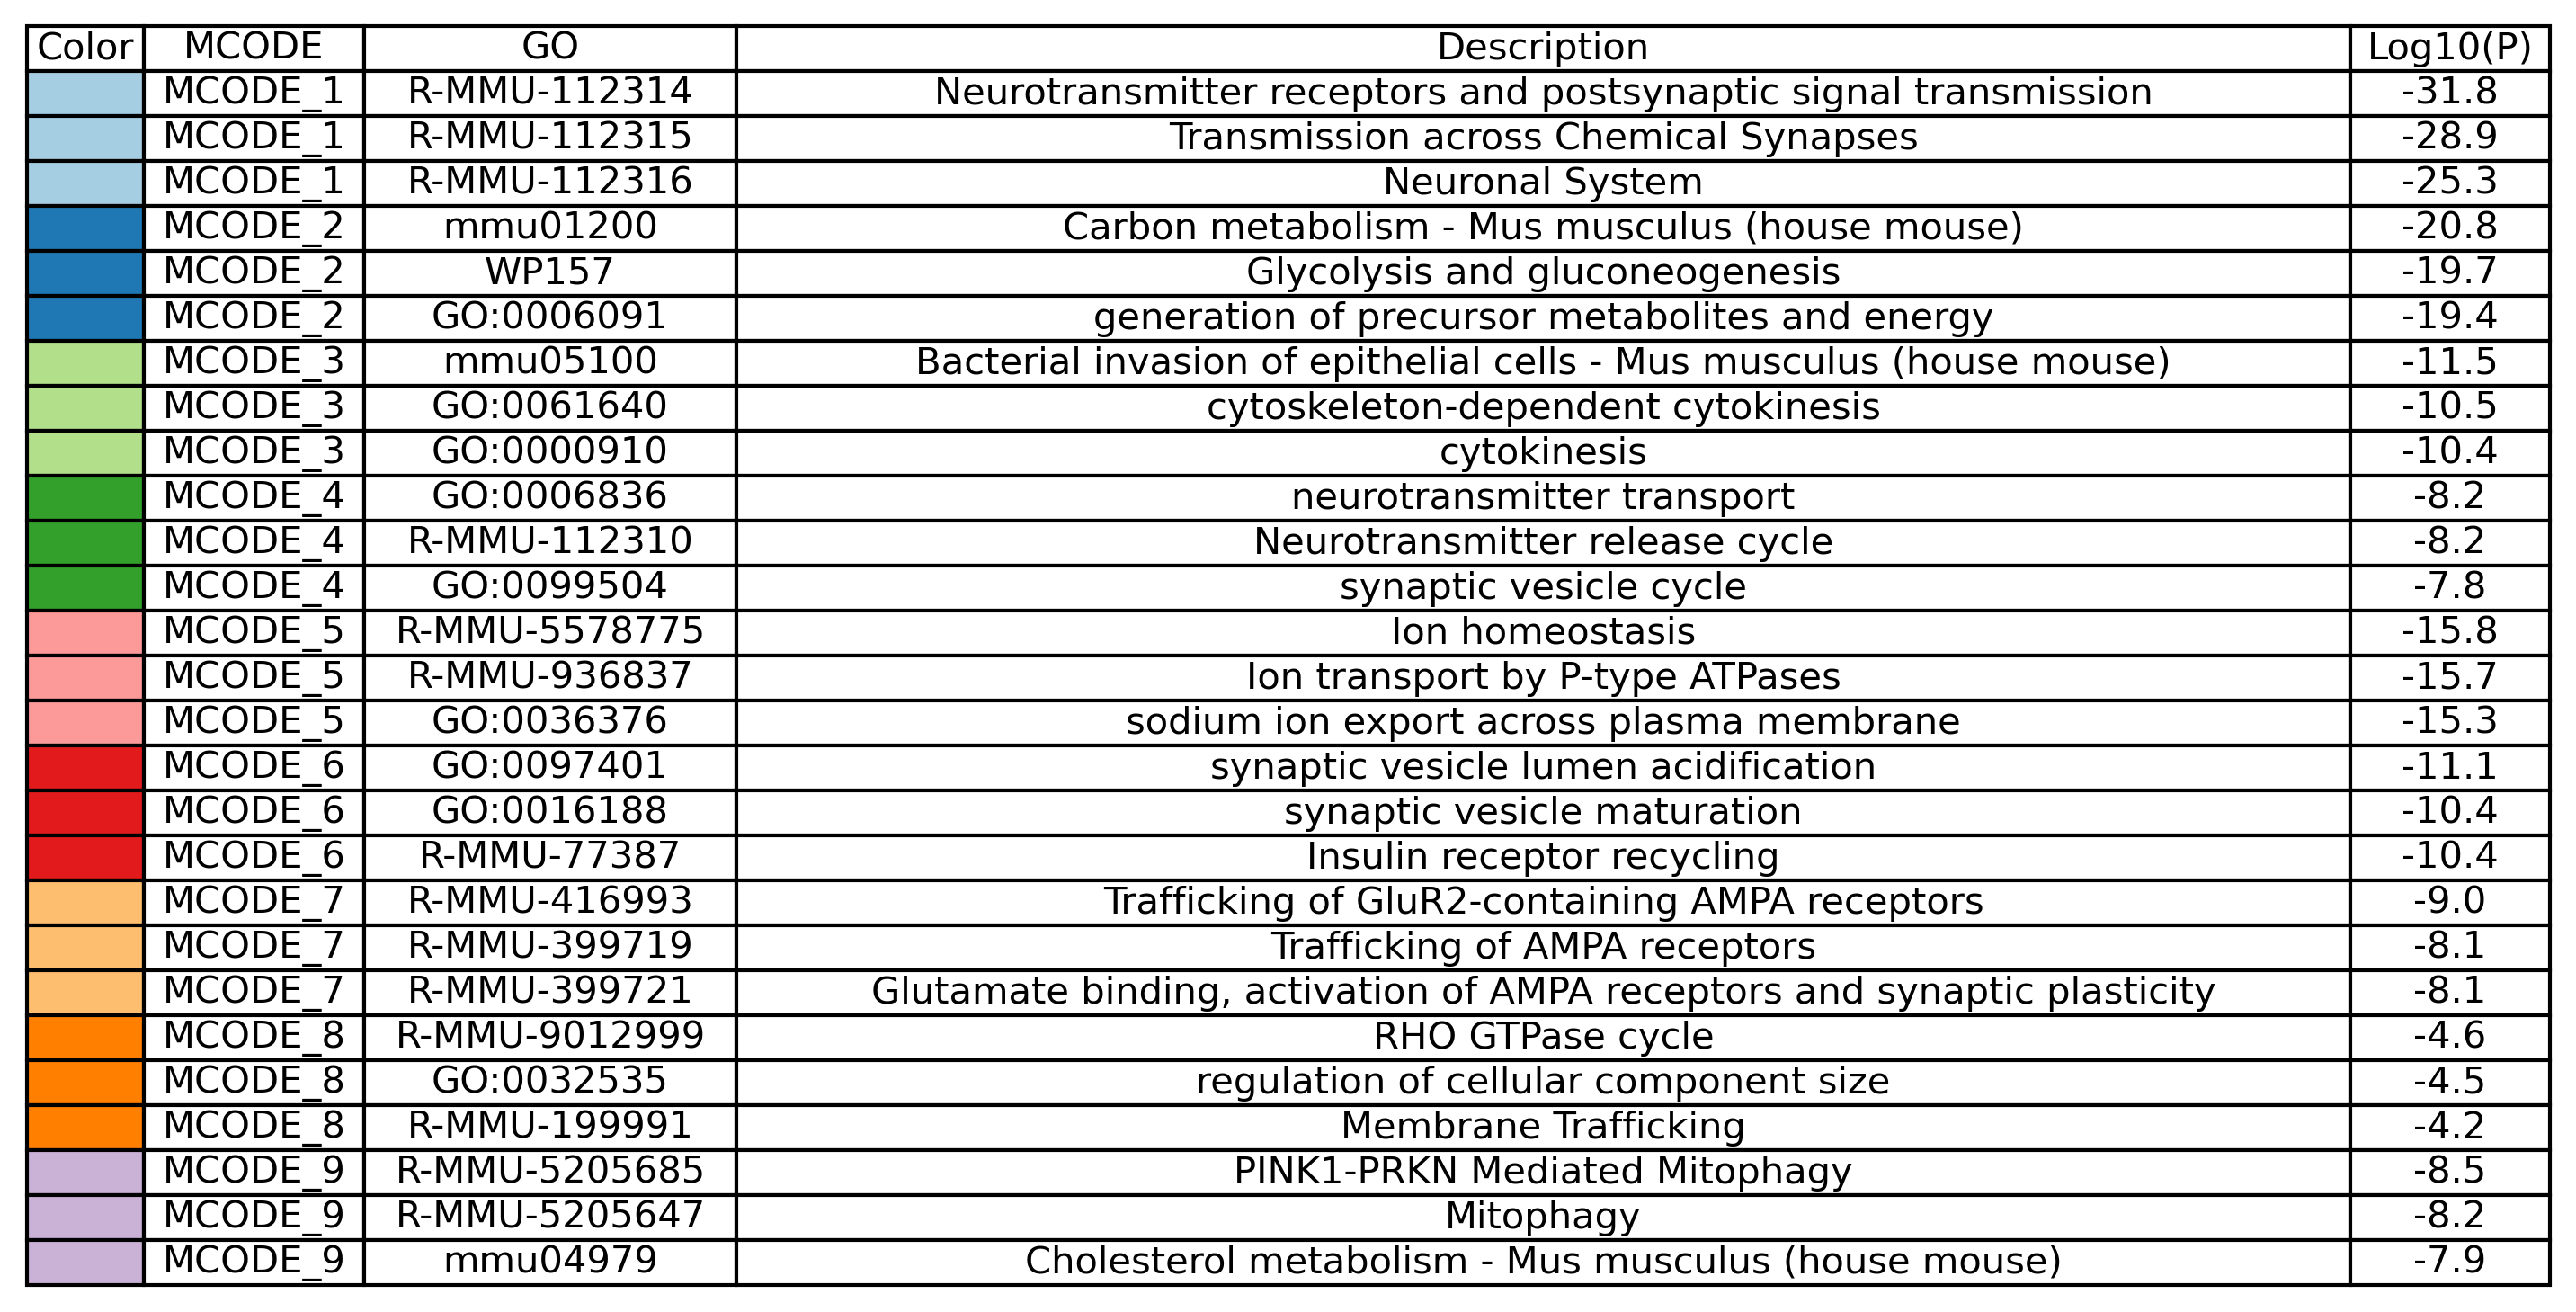 Color MCODE GO Description Log10(P)
MCODE_1 R-MMU-112314 Neurotransmitter receptors and postsynaptic signal transmission -31.8
MCODE_1 R-MMU-112315 Transmission across Chemical Synapses -28.9
MCODE_1 R-MMU-112316 Neuronal System -25.3
MCODE_2 mmu01200 Carbon metabolism - Mus musculus (house mouse) -20.8
MCODE_2 WP157 Glycolysis and gluconeogenesis -19.7
MCODE_2 GO:0006091 generation of precursor metabolites and energy -19.4
MCODE_3 mmu05100 Bacterial invasion of epithelial cells - Mus musculus (house mouse) -11.5
MCODE_3 GO:0061640 cytoskeleton-dependent cytokinesis -10.5
MCODE_3 GO:0000910 cytokinesis -10.4
MCODE_4 GO:0006836 neurotransmitter transport -8.2
MCODE_4 R-MMU-112310 Neurotransmitter release cycle -8.2
MCODE_4 GO:0099504 synaptic vesicle cycle -7.8
MCODE_5 R-MMU-5578775 Ion homeostasis -15.8
MCODE_5 R-MMU-936837 Ion transport by P-type ATPases -15.7
MCODE_5 GO:0036376 sodium ion export across plasma membrane -15.3
MCODE_6 GO:0097401 synaptic vesicle lumen acidification -11.1
MCODE_6 GO:0016188 synaptic vesicle maturation -10.4
MCODE_6 R-MMU-77387 Insulin receptor recycling -10.4
MCODE_7 R-MMU-416993 Trafficking of GluR2-containing AMPA receptors -9.0
MCODE_7 R-MMU-399719 Trafficking of AMPA receptors -8.1
MCODE_7 R-MMU-399721 Glutamate binding, activation of AMPA receptors and synaptic plasticity -8.1
MCODE_8 R-MMU-9012999 RHO GTPase cycle -4.6
MCODE_8 GO:0032535 regulation of cellular component size -4.5
MCODE_8 R-MMU-199991 Membrane Trafficking -4.2
MCODE_9 R-MMU-5205685 PINK1-PRKN Mediated Mitophagy -8.5
MCODE_9 R-MMU-5205647 Mitophagy -8.2
MCODE_9 mmu04979 Cholesterol metabolism - Mus musculus (house mouse) -7.9